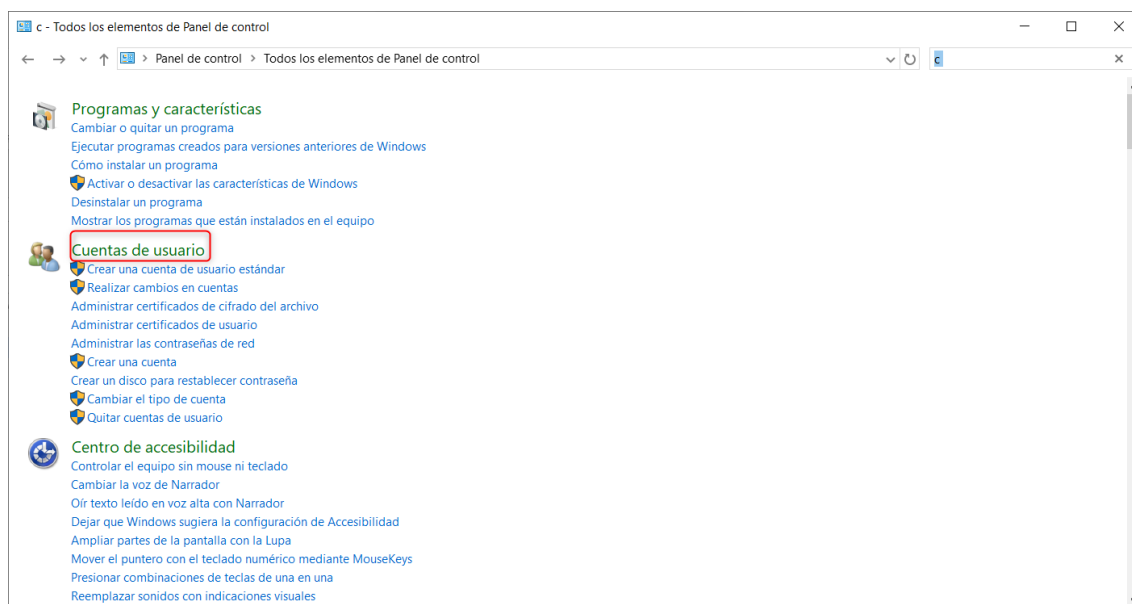 c - Todos los elementos de Panel de control
Panel de control > Todos los elementos de Panel de control
c
Programas y características
Cambiar o quitar un programa
Ejecutar programas creados para versiones anteriores de Windows
Cómo instalar un programa
Activar o desactivar las características de Windows
Desinstalar un programa
Mostrar los programas que están instalados en el equipo
Cuentas de usuario
Crear una cuenta de usuario estándar
Realizar cambios en cuentas
Administrar certificados de cifrado del archivo
Administrar certificados de usuario
Administrar las contraseñas de red
Crear una cuenta
Crear un disco para restablecer contraseña
Cambiar el tipo de cuenta
Quitar cuentas de usuario
Centro de accesibilidad
Controlar el equipo sin mouse ni teclado
Cambiar la voz de Narrador
Oír texto leído en voz alta con Narrador
Dejar que Windows sugiera la configuración de Accesibilidad
Ampliar partes de la pantalla con la Lupa
Mover el puntero con el teclado numérico mediante MouseKeys
Presionar combinaciones de teclas de una en una
Reemplazar sonidos con indicaciones visuales